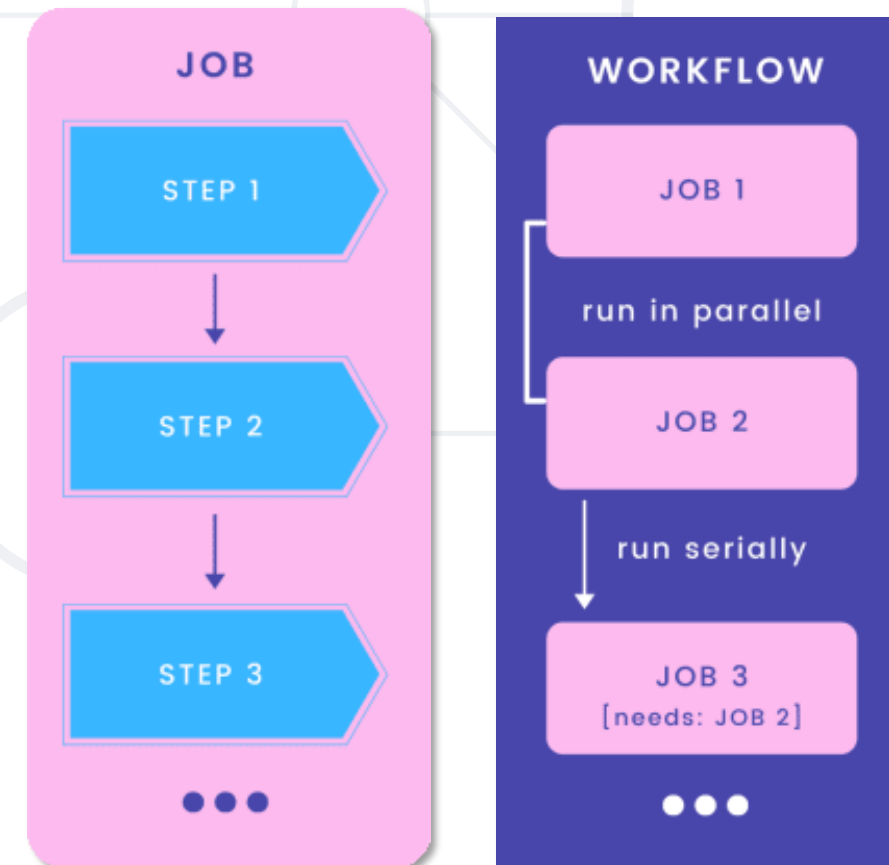 JOB
STEP 1
STEP 2
STEP 3
WORKFLOW
JOB 1
run in parallel
JOB 2
run serially
JOB 3
[needs: JOB 2]